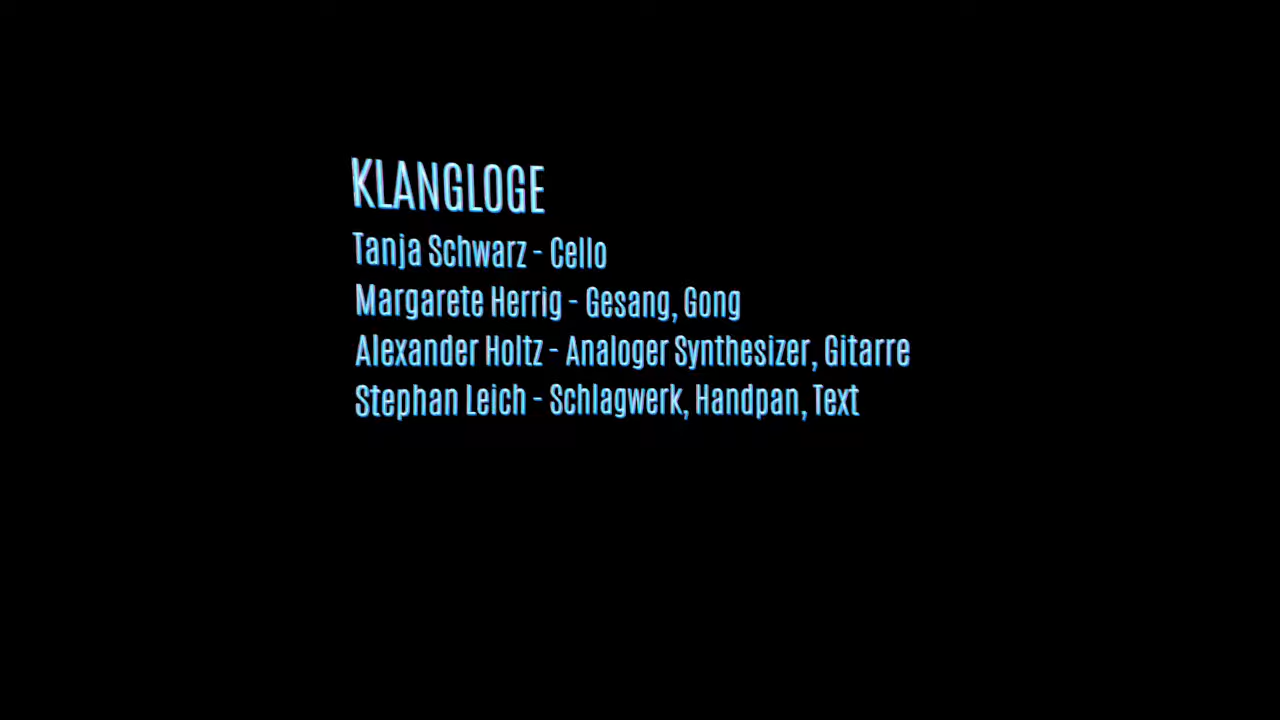 KLANGLOGE
Tanja Schwarz - Cello
Margarete Herrig - Gesang, Gong
Alexander Holtz - Analoger Synthesizer, Gitarre
Stephan Leich - Schlagwerk, Handpan, Text